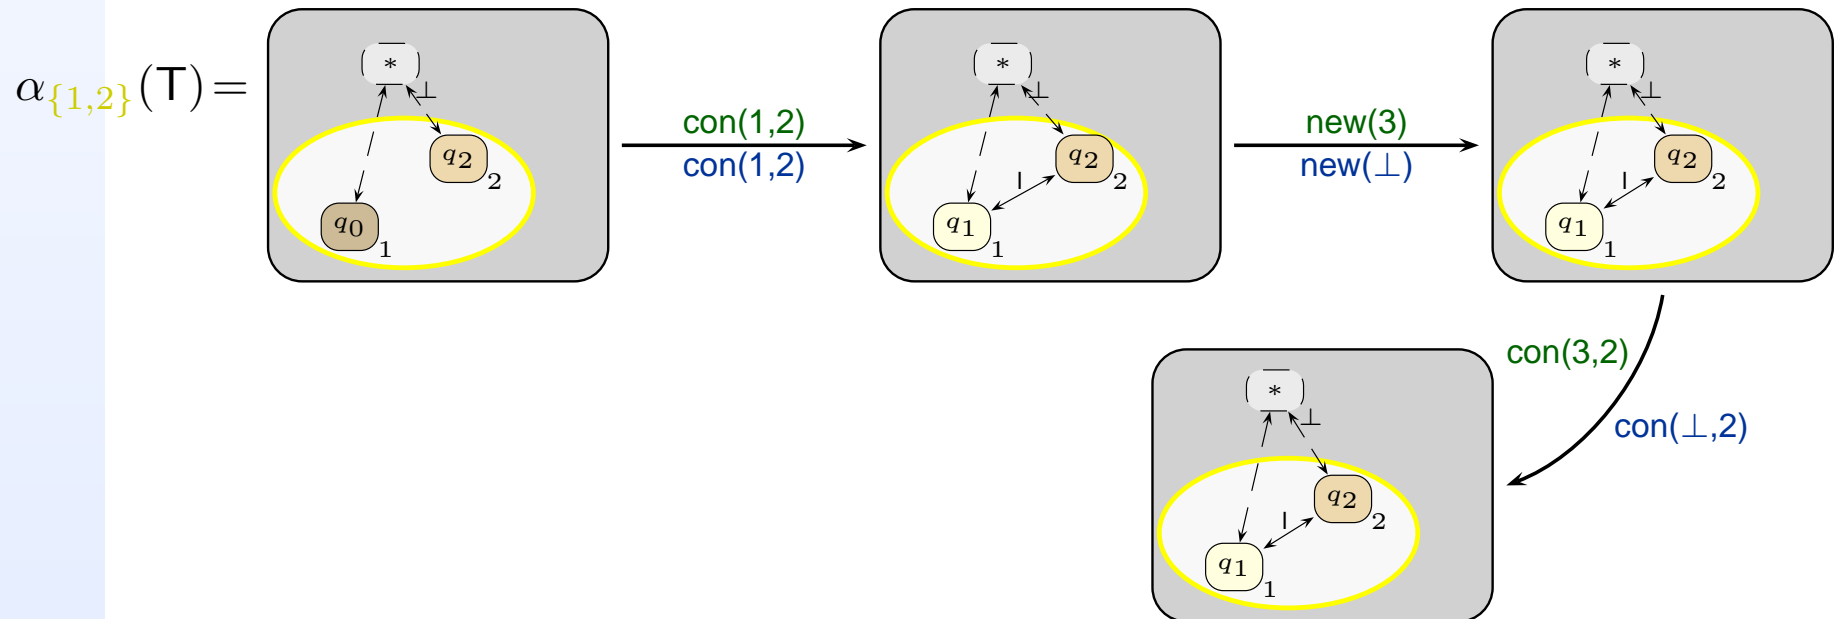 α{1,2}(T) =
*
⊥
q2
2
q0
1
con(1,2)
con(1,2)
*
⊥
q2
2
l
q1
1
new(3)
new(⊥)
*
⊥
q2
2
l
q1
1
con(3,2)
con(⊥,2)
*
⊥
q2
2
l
q1
1